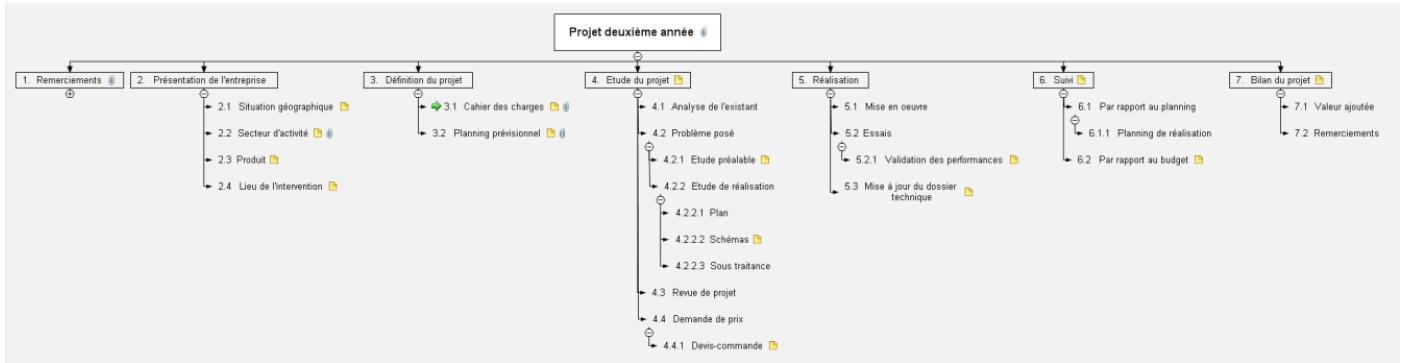 Projet deuxième année
1. Remerciements
2. Présentation de l'entreprise
2.1 Situation géographique
2.2 Secteur d'activité
2.3 Produit
2.4 Lieu de l'intervention
3. Définition du projet
3.1 Cahier des charges
3.2 Planning prévisionnel
4. Etude du projet
4.1 Analyse de l'existant
4.2 Problème posé
4.2.1 Etude préalable
4.2.2 Etude de réalisation
4.2.2.1 Plan
4.2.2.2 Schémas
4.2.2.3 Sous traitance
4.3 Revue de projet
4.4 Demande de prix
4.4.1 Devis-commande
5. Réalisation
5.1 Mise en oeuvre
5.2 Essais
5.2.1 Validation des performances
5.3 Mise à jour du dossier
technique
6. Suivi
6.1 Par rapport au planning
6.1.1 Planning de réalisation
6.2 Par rapport au budget
7. Bilan du projet
7.1 Valeur ajoutée
7.2 Remerciements